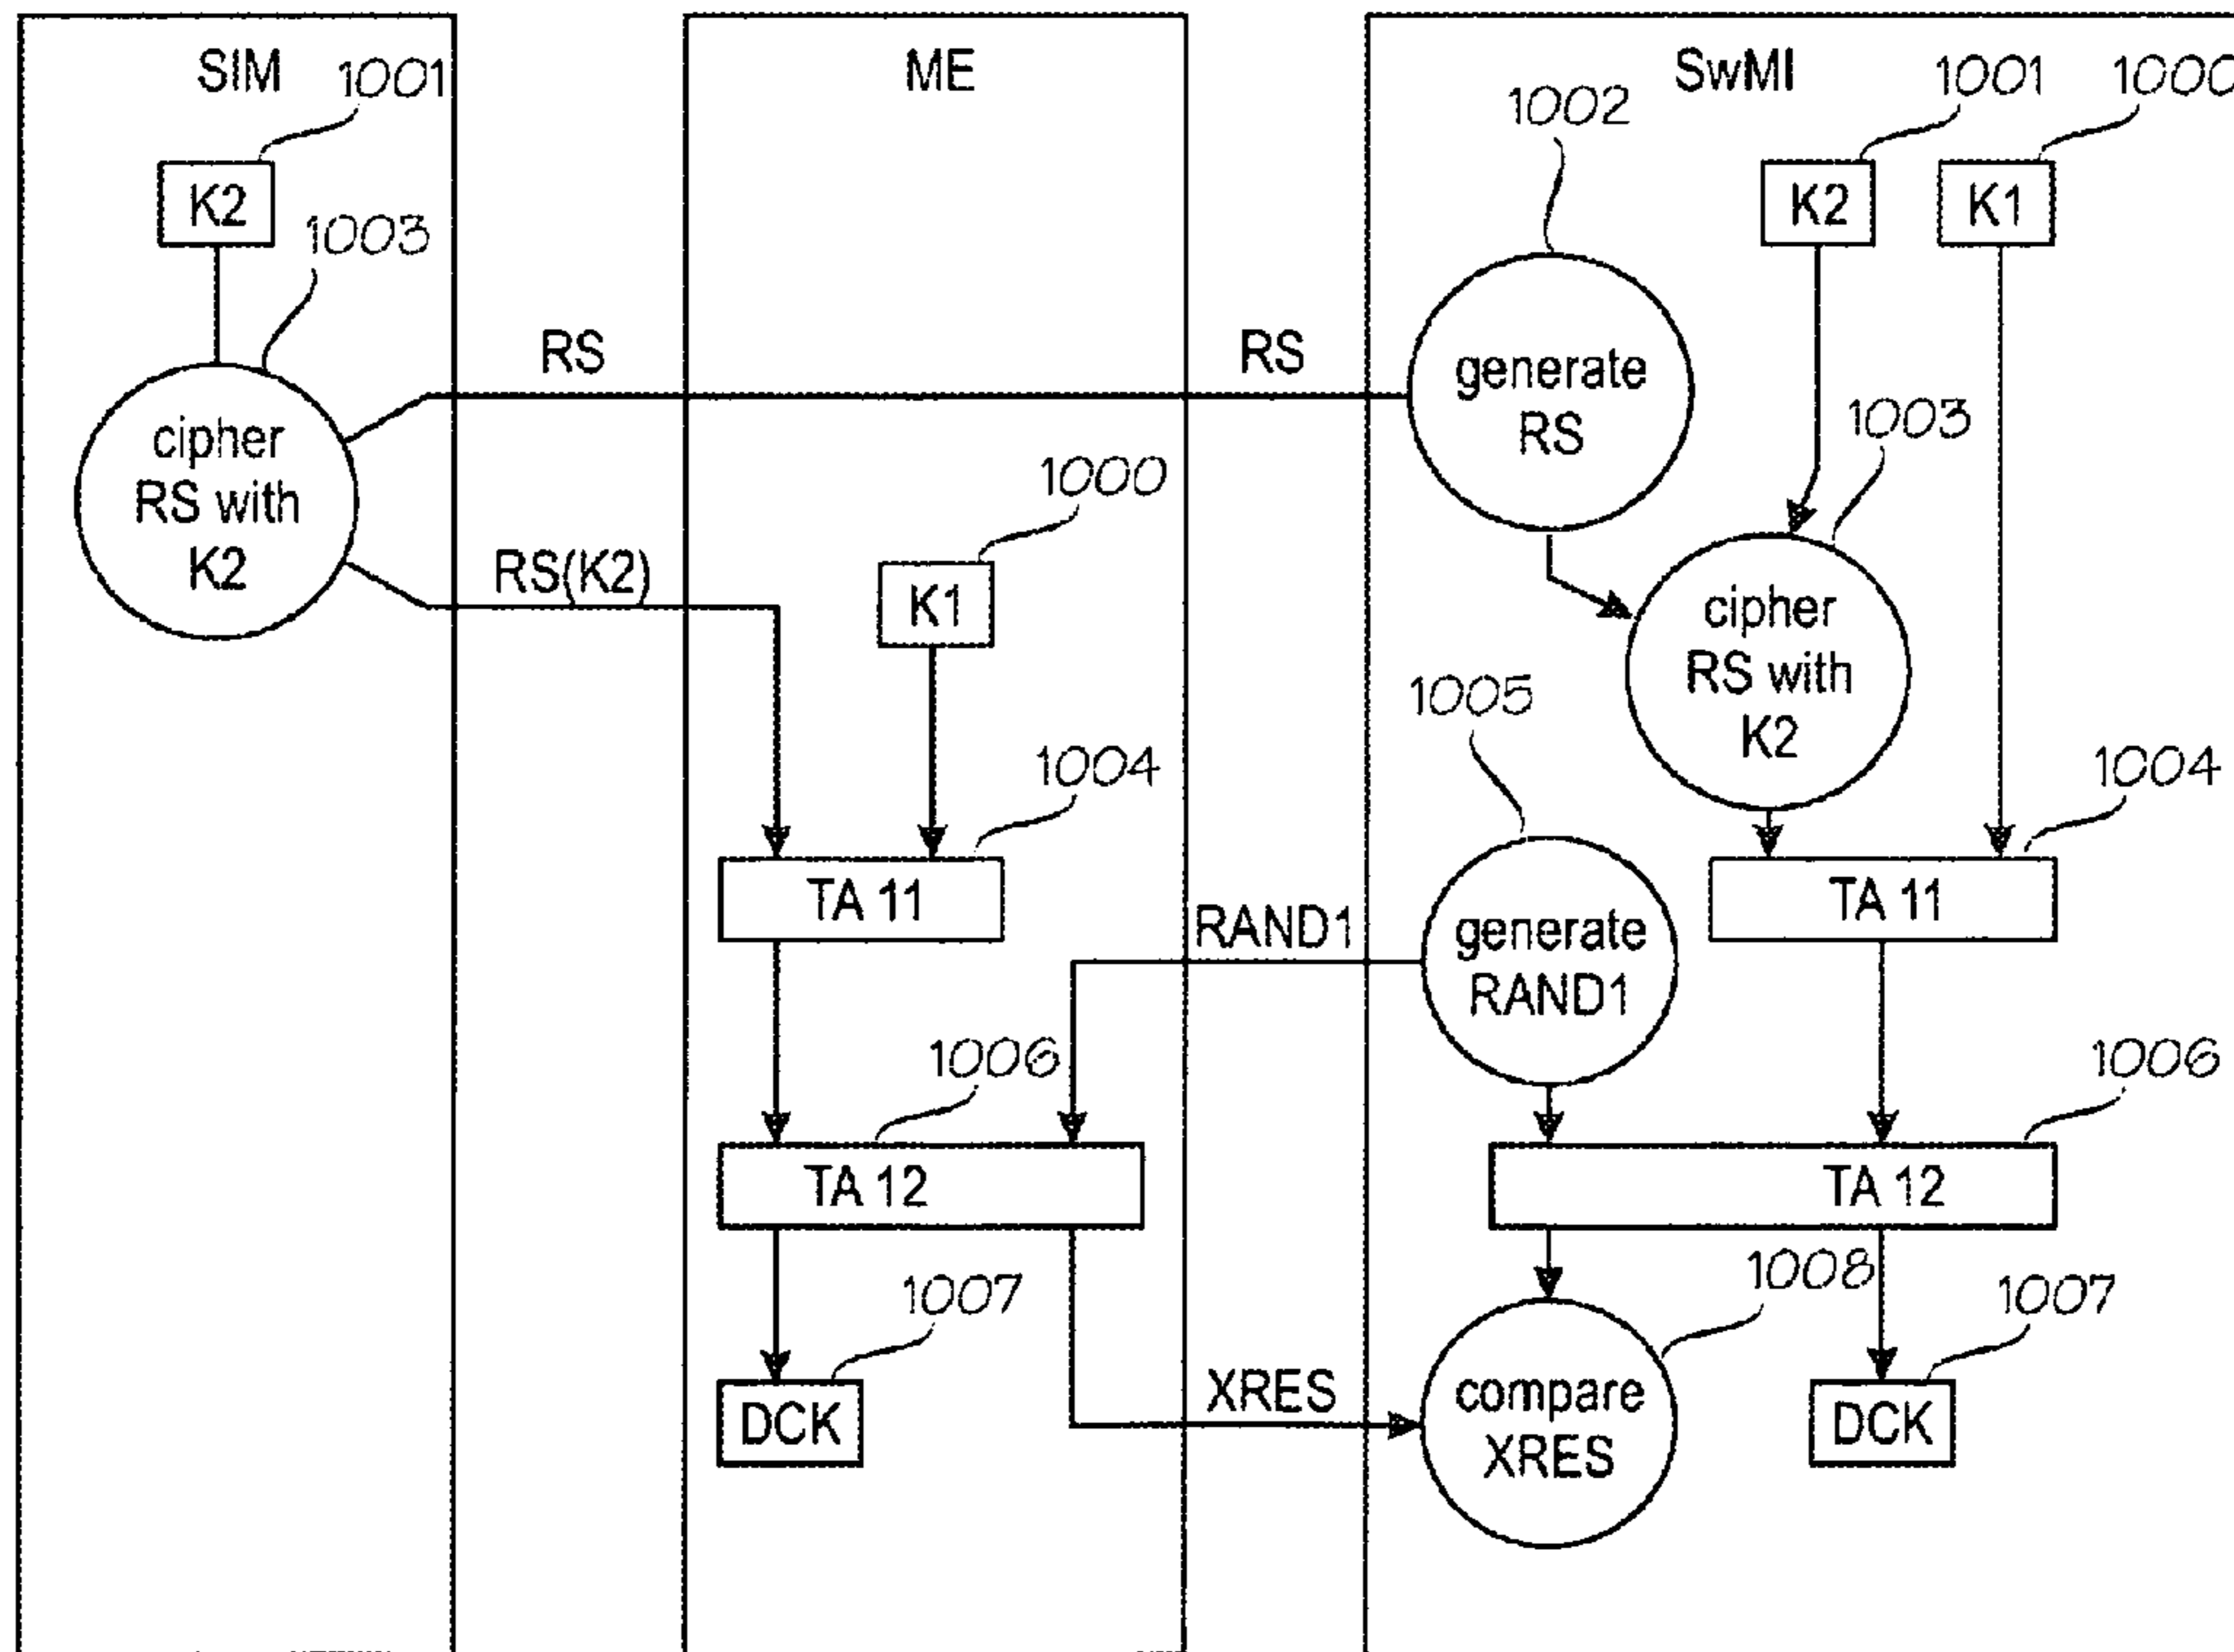 SIM
1001
K2
1003
cipher
RS with
K2
RS
RS(K2)
ME
1000
K1
1004
TA 11
1006
TA 12
1007
DCK
RS
RAND1
XRES
SwMI
1002
1001
1000
K2
K1
generate
RS
1003
cipher
RS with
K2
1005
generate
RAND1
1004
TA 11
1006
TA 12
1008
1007
compare
XRES
DCK